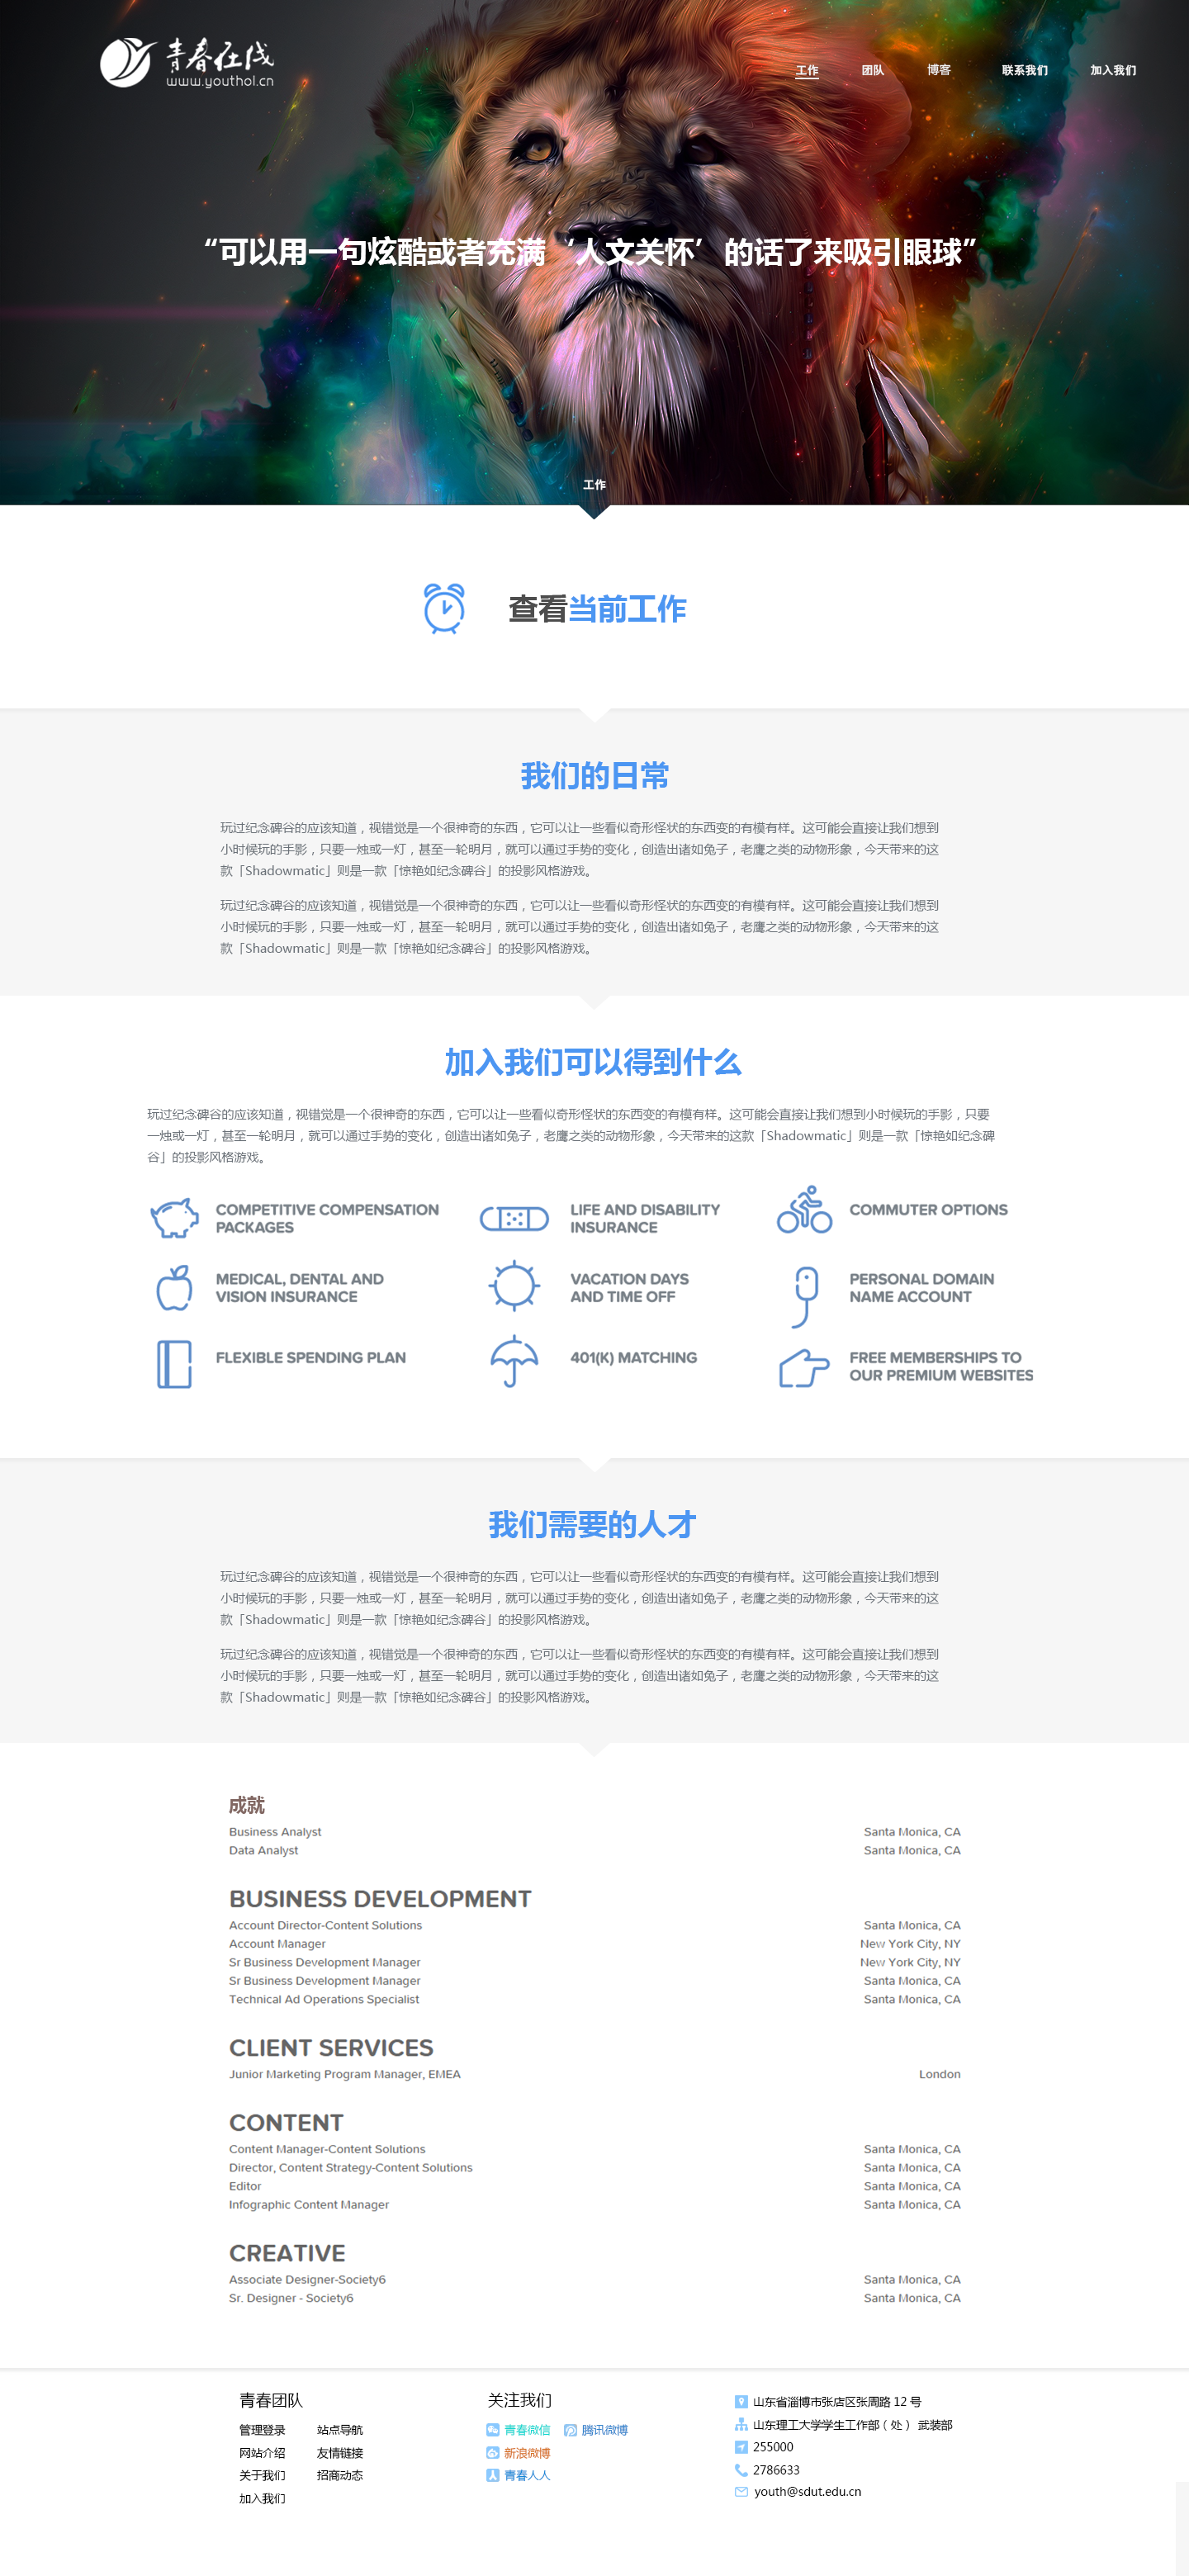 青春在线
www.youthol.cn
工作 团队 博客 联系我们 加入我们
“可以用一句炫酷或者充满‘人文关怀’的话了来吸引眼球”
工作
查看当前工作
我们的日常
玩过纪念碑谷的应该知道，视错觉是一个很神奇的东西，它可以让一些看似奇形怪状的东西变的有模有样。这可能会直接让我们想到
小时候玩的手影，只要一烛或一灯，甚至一轮明月，就可以通过手势的变化，创造出诸如兔子，老鹰之类的动物形象，今天带来的这
款「Shadowmatic」则是一款「惊艳如纪念碑谷」的投影风格游戏。
玩过纪念碑谷的应该知道，视错觉是一个很神奇的东西，它可以让一些看似奇形怪状的东西变的有模有样。这可能会直接让我们想到
小时候玩的手影，只要一烛或一灯，甚至一轮明月，就可以通过手势的变化，创造出诸如兔子，老鹰之类的动物形象，今天带来的这
款「Shadowmatic」则是一款「惊艳如纪念碑谷」的投影风格游戏。
加入我们可以得到什么
玩过纪念碑谷的应该知道，视错觉是一个很神奇的东西，它可以让一些看似奇形怪状的东西变的有模有样。这可能会直接让我们想到小时候玩的手影，只要
一烛或一灯，甚至一轮明月，就可以通过手势的变化，创造出诸如兔子，老鹰之类的动物形象，今天带来的这款「Shadowmatic」则是一款「惊艳如纪念碑
谷」的投影风格游戏。
COMPETITIVE COMPENSATION
PACKAGES
LIFE AND DISABILITY
INSURANCE
COMMUTER OPTIONS
MEDICAL, DENTAL AND
VISION INSURANCE
VACATION DAYS
AND TIME OFF
PERSONAL DOMAIN
NAME ACCOUNT
FLEXIBLE SPENDING PLAN
401(K) MATCHING
FREE MEMBERSHIPS TO
OUR PREMIUM WEBSITES
我们需要的人才
玩过纪念碑谷的应该知道，视错觉是一个很神奇的东西，它可以让一些看似奇形怪状的东西变的有模有样。这可能会直接让我们想到
小时候玩的手影，只要一烛或一灯，甚至一轮明月，就可以通过手势的变化，创造出诸如兔子，老鹰之类的动物形象，今天带来的这
款「Shadowmatic」则是一款「惊艳如纪念碑谷」的投影风格游戏。
玩过纪念碑谷的应该知道，视错觉是一个很神奇的东西，它可以让一些看似奇形怪状的东西变的有模有样。这可能会直接让我们想到
小时候玩的手影，只要一烛或一灯，甚至一轮明月，就可以通过手势的变化，创造出诸如兔子，老鹰之类的动物形象，今天带来的这
款「Shadowmatic」则是一款「惊艳如纪念碑谷」的投影风格游戏。
成就
Business Analyst Santa Monica, CA
Data Analyst Santa Monica, CA
BUSINESS DEVELOPMENT
Account Director-Content Solutions Santa Monica, CA
Account Manager New York City, NY
Sr Business Development Manager New York City, NY
Sr Business Development Manager Santa Monica, CA
Technical Ad Operations Specialist Santa Monica, CA
CLIENT SERVICES
Junior Marketing Program Manager, EMEA London
CONTENT
Content Manager-Content Solutions Santa Monica, CA
Director, Content Strategy-Content Solutions Santa Monica, CA
Editor Santa Monica, CA
Infographic Content Manager Santa Monica, CA
CREATIVE
Associate Designer-Society6 Santa Monica, CA
Sr. Designer - Society6 Santa Monica, CA
青春团队
管理登录 站点导航
网站介绍 友情链接
关于我们 招商动态
加入我们
关注我们
青春微信 腾讯微博
新浪微博
青春人人
山东省淄博市张店区张周路 12 号
山东理工大学学生工作部（处） 武装部
255000
2786633
youth@sdut.edu.cn